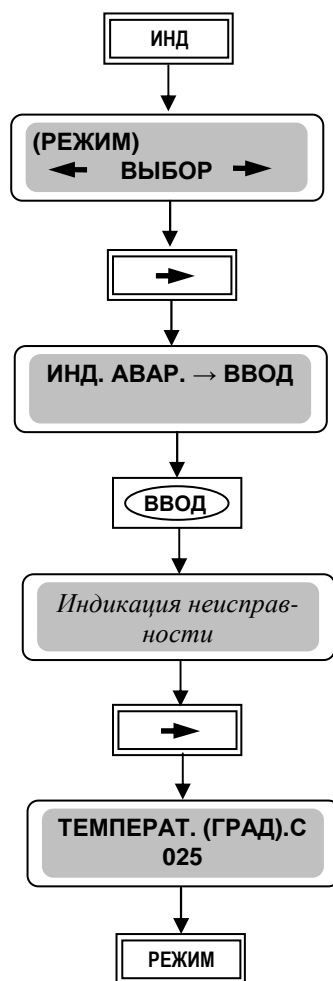 ИНД
(РЕЖИМ)
← ВЫБОР →
→
ИНД. АВАР. → ВВОД
ВВОД
Индикация неисправ-
ности
→
ТЕМПЕРАТ. (ГРАД).С
025
РЕЖИМ